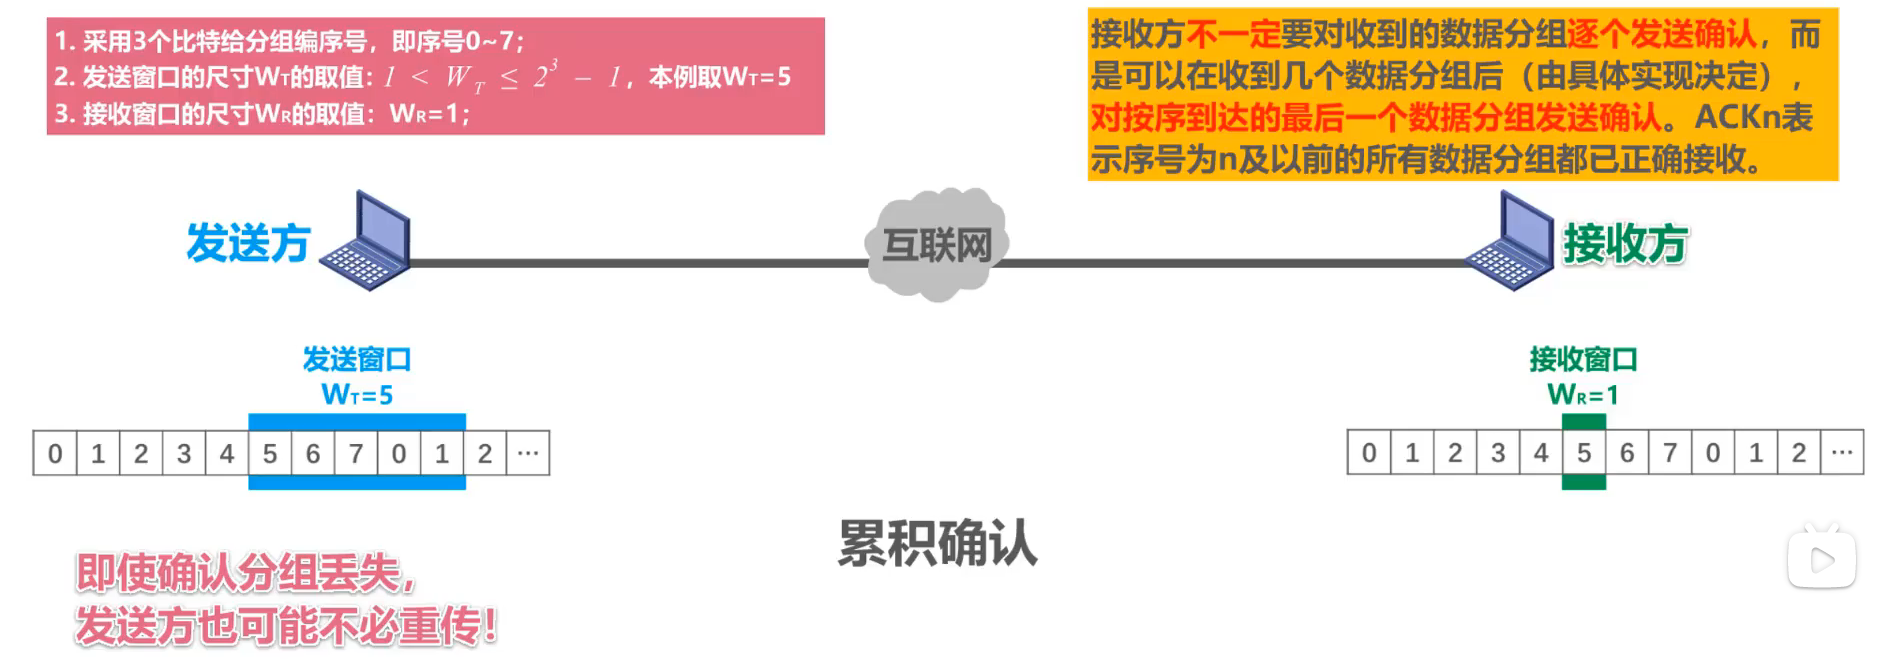 1. 采用3个比特给分组编序号，即序号0~7；
2. 发送窗口的尺寸WT的取值：1 < W_T ≤ 2^3 − 1，本例取WT=5
3. 接收窗口的尺寸WR的取值：WR=1；
接收方不一定要对收到的数据分组逐个发送确认，而
是可以在收到几个数据分组后（由具体实现决定），
对按序到达的最后一个数据分组发送确认。ACKn表
示序号为n及以前的所有数据分组都已正确接收。
发送方
互联网
接收方
发送窗口
WT=5
0 1 2 3 4 5 6 7 0 1 2 ···
接收窗口
WR=1
0 1 2 3 4 5 6 7 0 1 2 ···
累积确认
即使确认分组丢失，
发送方也可能不必重传！